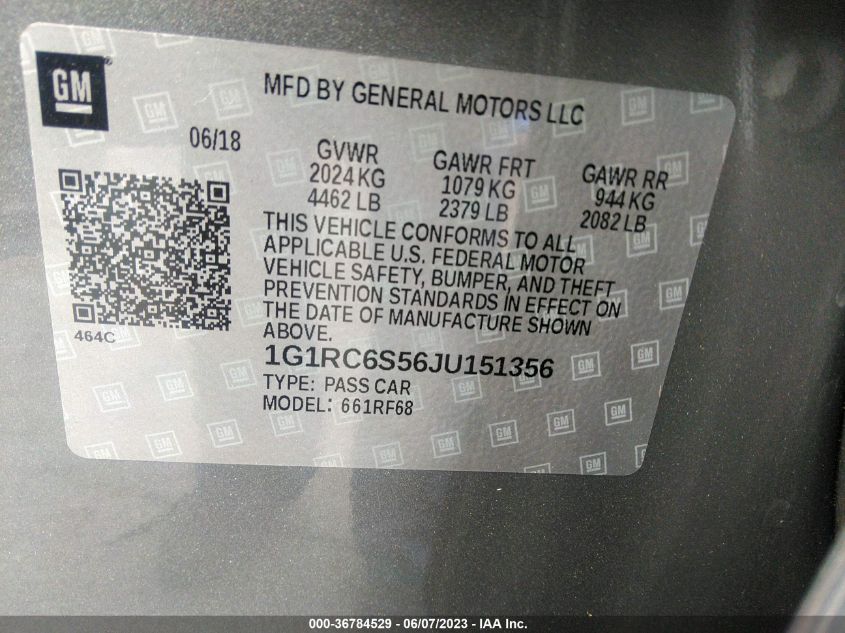 GM
MFD BY GENERAL MOTORS LLC
06/18
GVWR
2024 KG
4462 LB
GAWR FRT
1079 KG
2379 LB
GAWR RR
944 KG
2082 LB
THIS VEHICLE CONFORMS TO ALL
APPLICABLE U.S. FEDERAL MOTOR
VEHICLE SAFETY, BUMPER, AND THEFT
PREVENTION STANDARDS IN EFFECT ON
THE DATE OF MANUFACTURE SHOWN
ABOVE.
464C
1G1RC6S56JU151356
TYPE: PASS CAR
MODEL: 661RF68
000-36784529 - 06/07/2023 - IAA Inc.